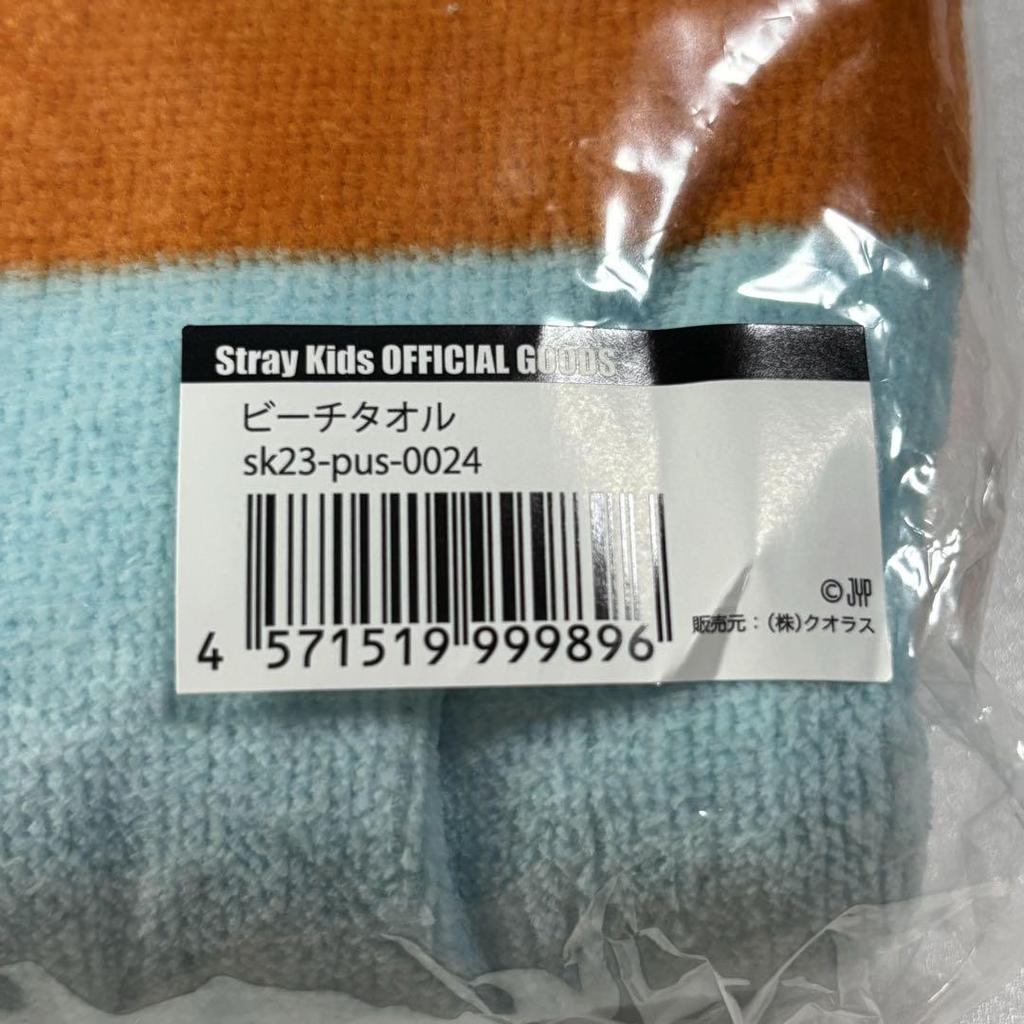 Stray Kids OFFICIAL GOODS
ビーチタオル
sk23-pus-0024
4 571519 999896
© JYP
販売元：(株)クオラス